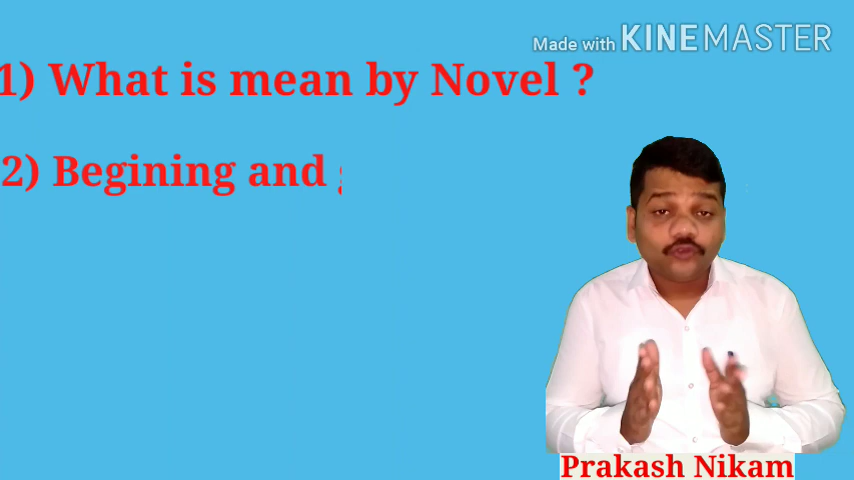 Made with KINEMASTER
1) What is mean by Novel ?
2) Begining and
Prakash Nikam